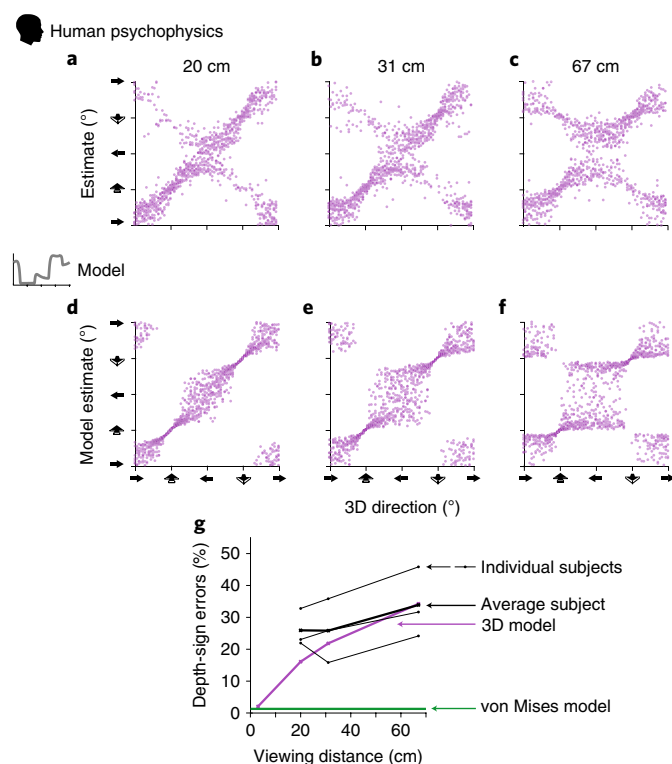 Human psychophysics
a b c
20 cm 31 cm 67 cm
Estimate (°)
Model
d e f
Model estimate (°)
3D direction (°)
g
Depth-sign errors (%)
50
40
30
20
10
0
0 20 40 60
Viewing distance (cm)
Individual subjects
Average subject
3D model
von Mises model